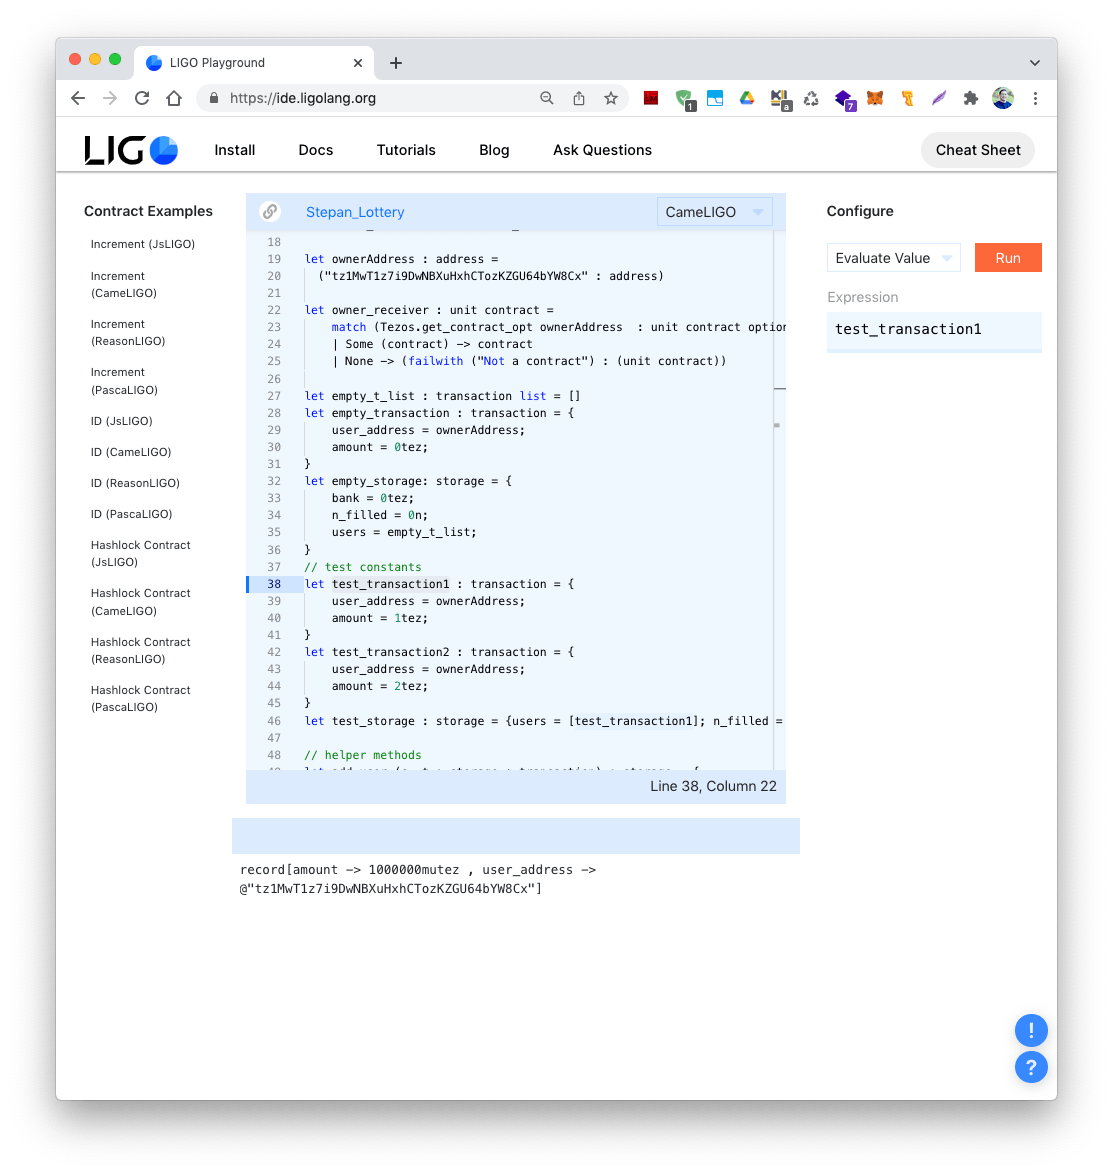 LIGO Playground
https://ide.ligolang.org
1
a
7
LIGO
Install
Docs
Tutorials
Blog
Ask Questions
Cheat Sheet
Contract Examples
Increment (JsLIGO)
Increment
(CameLIGO)
Increment
(ReasonLIGO)
Increment
(PascaLIGO)
ID (JsLIGO)
ID (CameLIGO)
ID (ReasonLIGO)
ID (PascaLIGO)
Hashlock Contract
(JsLIGO)
Hashlock Contract
(CameLIGO)
Hashlock Contract
(ReasonLIGO)
Hashlock Contract
(PascaLIGO)
Stepan_Lottery
CameLIGO
18
19 let ownerAddress : address =
20 ("tz1MwT1z7i9DwNBXuHxhCTozKZGU64bYW8Cx" : address)
21
22 let owner_receiver : unit contract =
23 match (Tezos.get_contract_opt ownerAddress  : unit contract option
24 | Some (contract) -> contract
25 | None -> (failwith ("Not a contract") : (unit contract))
26
27 let empty_t_list : transaction list = []
28 let empty_transaction : transaction = {
29 user_address = ownerAddress;
30 amount = 0tez;
31 }
32 let empty_storage: storage = {
33 bank = 0tez;
34 n_filled = 0n;
35 users = empty_t_list;
36 }
37 // test constants
38 let test_transaction1 : transaction = {
39 user_address = ownerAddress;
40 amount = 1tez;
41 }
42 let test_transaction2 : transaction = {
43 user_address = ownerAddress;
44 amount = 2tez;
45 }
46 let test_storage : storage = {users = [test_transaction1]; n_filled =
47
48 // helper methods
Line 38, Column 22
Configure
Evaluate Value
Run
Expression
test_transaction1
record[amount -> 1000000mutez , user_address ->
@"tz1MwT1z7i9DwNBXuHxhCTozKZGU64bYW8Cx"]
!
?